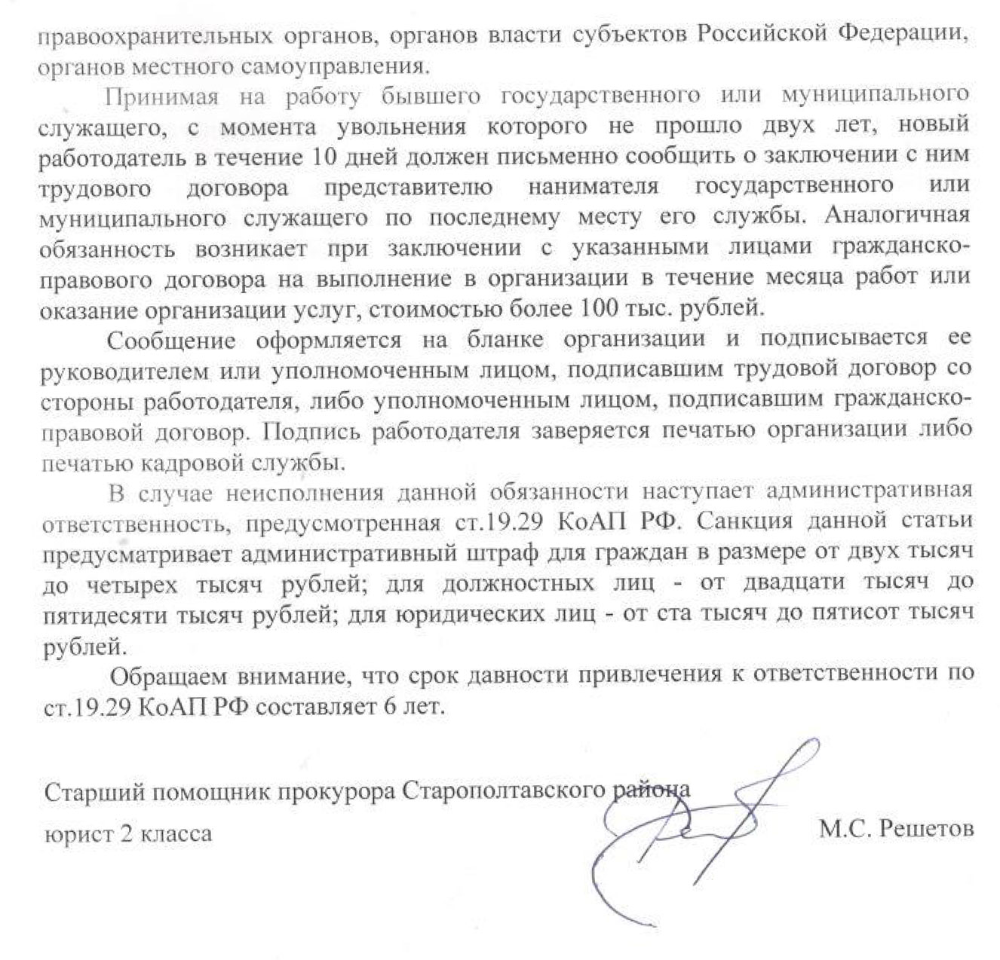 правоохранительных органов, органов власти субъектов Российской Федерации,
органов местного самоуправления.
Принимая на работу бывшего государственного или муниципального
служащего, с момента увольнения которого не прошло двух лет, новый
работодатель в течение 10 дней должен письменно сообщить о заключении с ним
трудового договора представителю нанимателя государственного или
муниципального служащего по последнему месту его службы. Аналогичная
обязанность возникает при заключении с указанными лицами гражданско-
правового договора на выполнение в организации в течение месяца работ или
оказание организации услуг, стоимостью более 100 тыс. рублей.
Сообщение оформляется на бланке организации и подписывается ее
руководителем или уполномоченным лицом, подписавшим трудовой договор со
стороны работодателя, либо уполномоченным лицом, подписавшим гражданско-
правовой договор. Подпись работодателя заверяется печатью организации либо
печатью кадровой службы.
В случае неисполнения данной обязанности наступает административная
ответственность, предусмотренная ст.19.29 КоАП РФ. Санкция данной статьи
предусматривает административный штраф для граждан в размере от двух тысяч
до четырех тысяч рублей; для должностных лиц - от двадцати тысяч до
пятидесяти тысяч рублей; для юридических лиц - от ста тысяч до пятисот тысяч
рублей.
Обращаем внимание, что срок давности привлечения к ответственности по
ст.19.29 КоАП РФ составляет 6 лет.
Старший помощник прокурора Старополтавского района
юрист 2 класса
М.С. Решетов